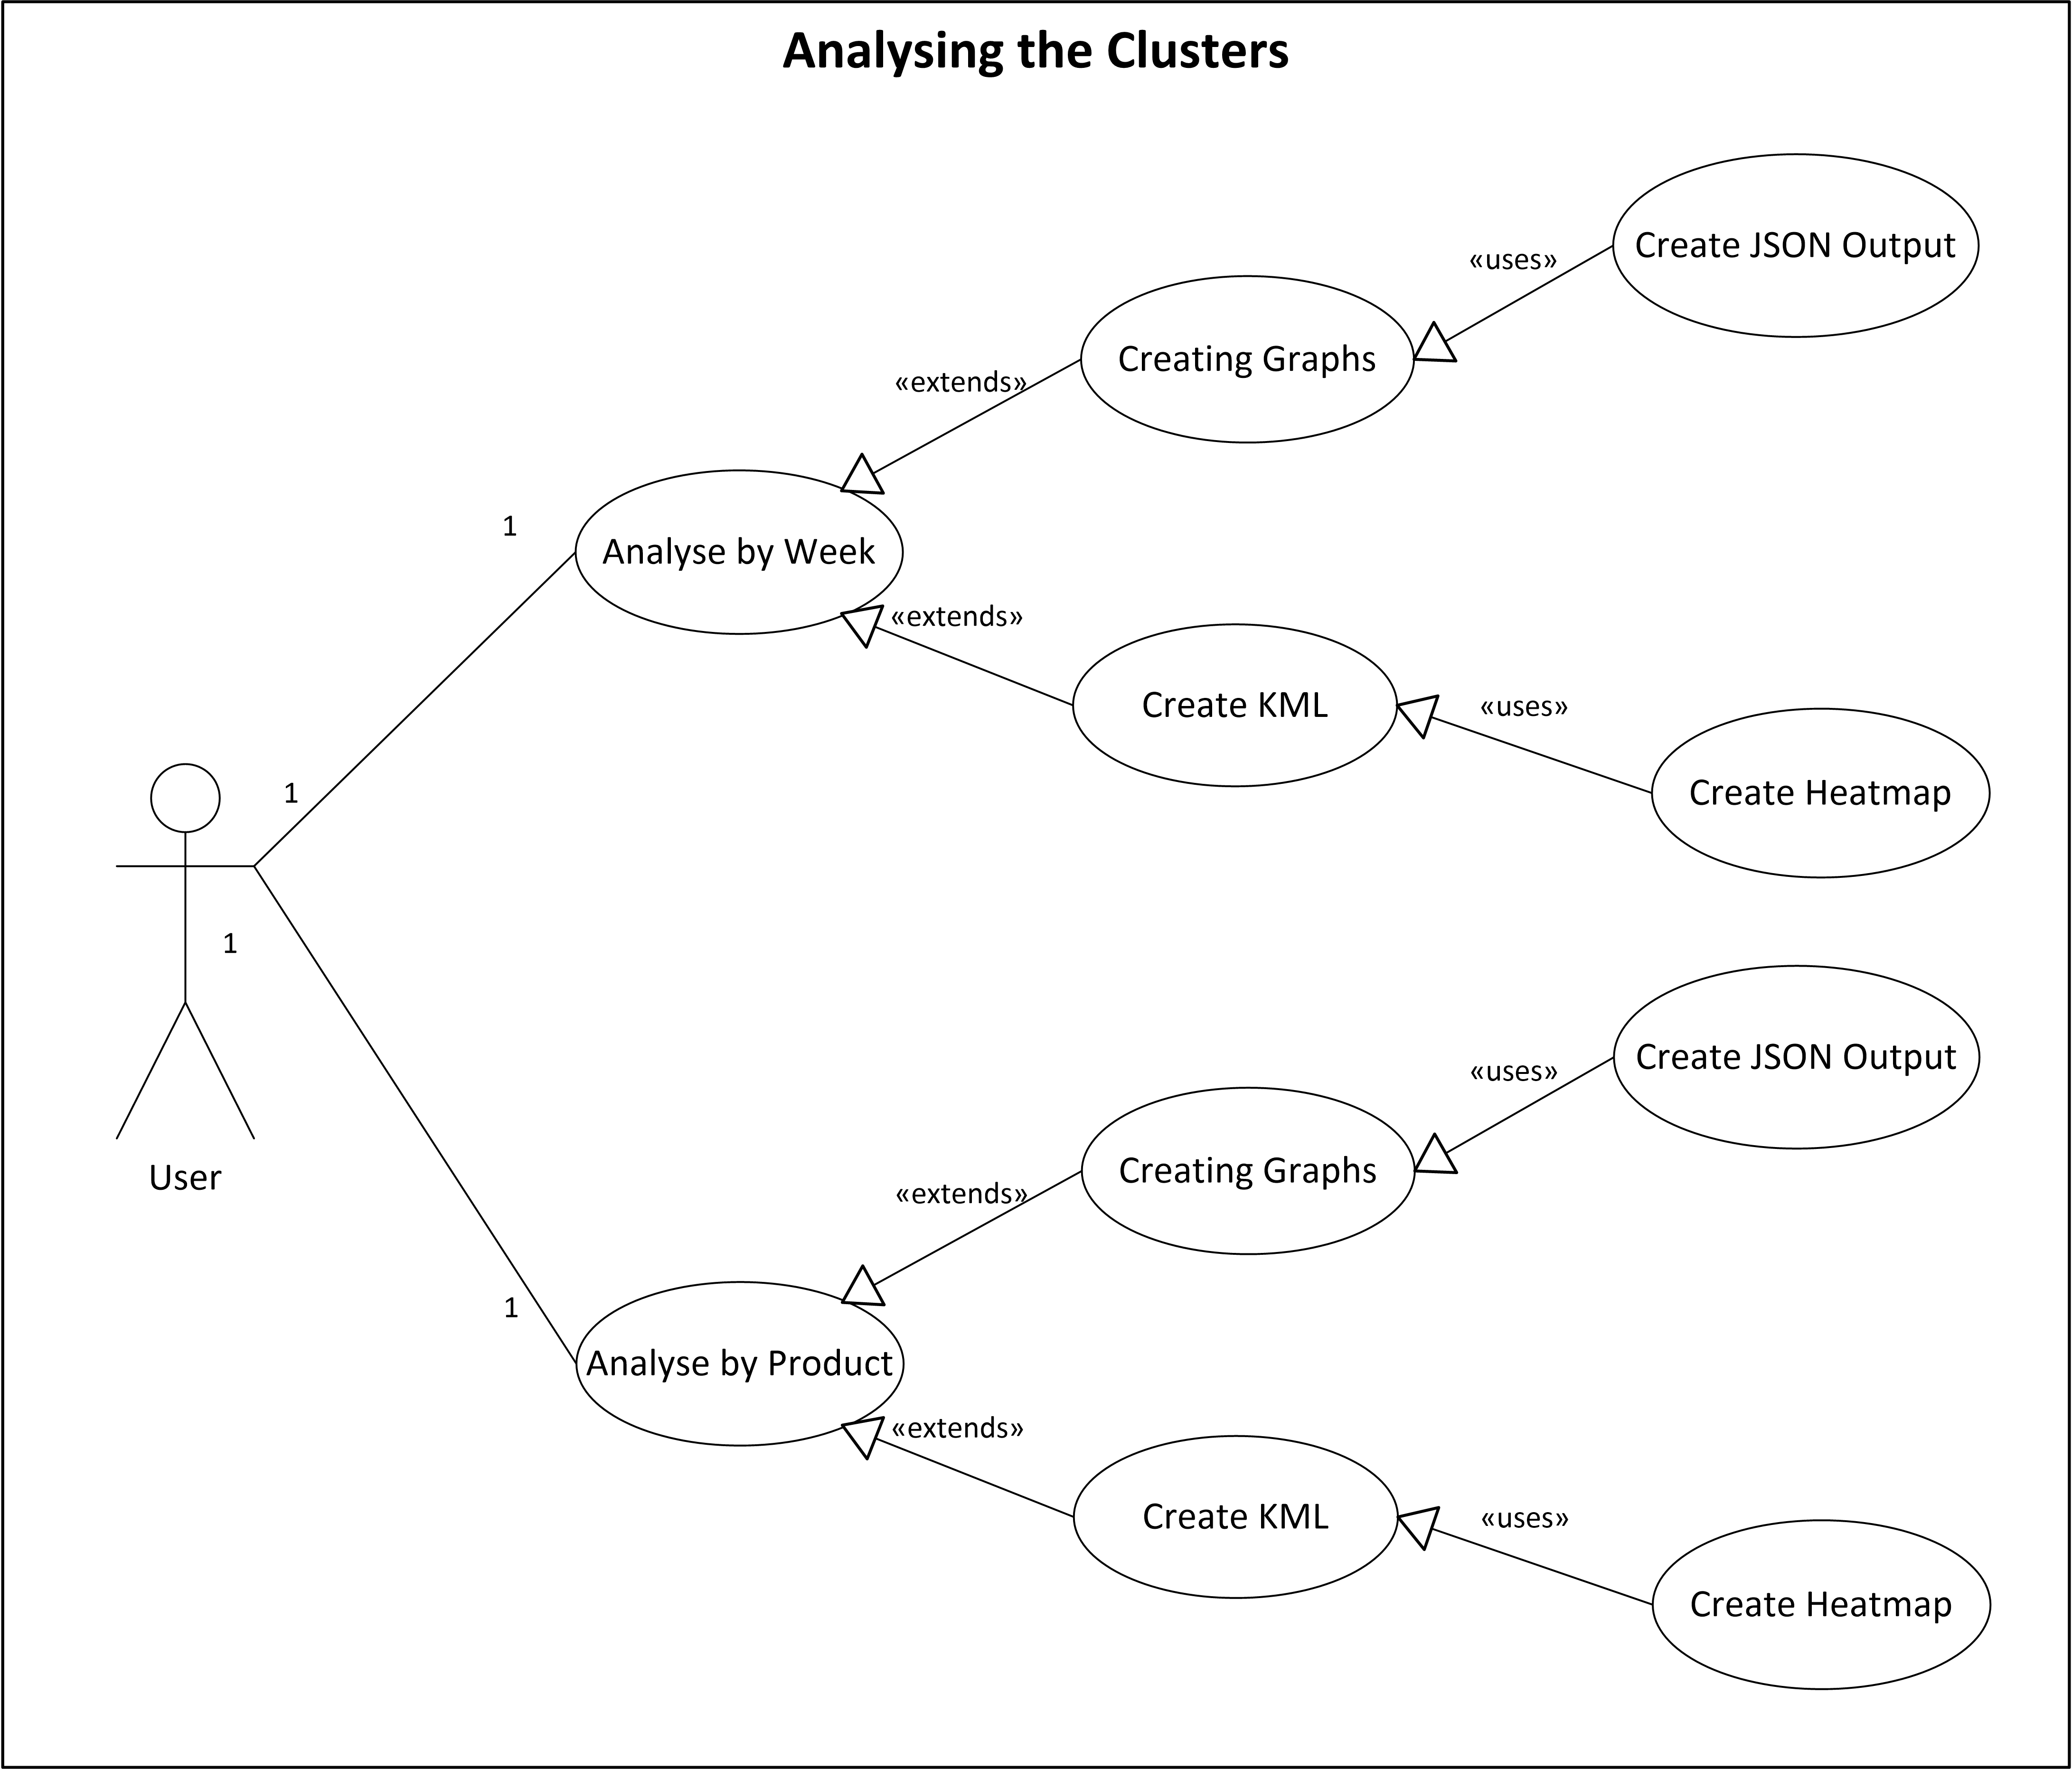 Analysing the Clusters
Create JSON Output
«uses»
Creating Graphs
«extends»
1
Analyse by Week
«extends»
Create KML
«uses»
Create Heatmap
1
1
User
Create JSON Output
«uses»
Creating Graphs
«extends»
1
Analyse by Product
«extends»
Create KML
«uses»
Create Heatmap